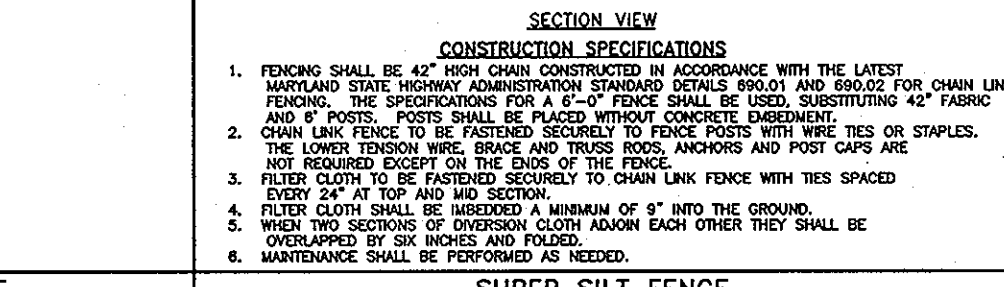 SECTION VIEW
CONSTRUCTION SPECIFICATIONS
1. FENCING SHALL BE 42" HIGH CHAIN CONSTRUCTED IN ACCORDANCE WITH THE LATEST
MARYLAND STATE HIGHWAY ADMINISTRATION STANDARD DETAILS 690.01 AND 690.02 FOR CHAIN LIN
FENCING. THE SPECIFICATIONS FOR A 6'-0" FENCE SHALL BE USED, SUBSTITUTING 42" FABRIC
AND 6' POSTS. POSTS SHALL BE PLACED WITHOUT CONCRETE EMBEDMENT.
2. CHAIN LINK FENCE TO BE FASTENED SECURELY TO FENCE POSTS WITH WIRE TIES OR STAPLES.
THE LOWER TENSION WIRE, BRACE AND TRUSS RODS, ANCHORS AND POST CAPS ARE
NOT REQUIRED EXCEPT ON THE ENDS OF THE FENCE.
3. FILTER CLOTH TO BE FASTENED SECURELY TO CHAIN LINK FENCE WITH TIES SPACED
EVERY 24" AT TOP AND MID SECTION.
4. FILTER CLOTH SHALL BE IMBEDDED A MINIMUN OF 9" INTO THE GROUND.
5. WHEN TWO SECTIONS OF DIVERSION CLOTH ADJOIN EACH OTHER THEY SHALL BE
OVERLAPPED BY SIX INCHES AND FOLDED.
6. MAINTENANCE SHALL BE PERFORMED AS NEEDED.
SUPER SILT FENCE